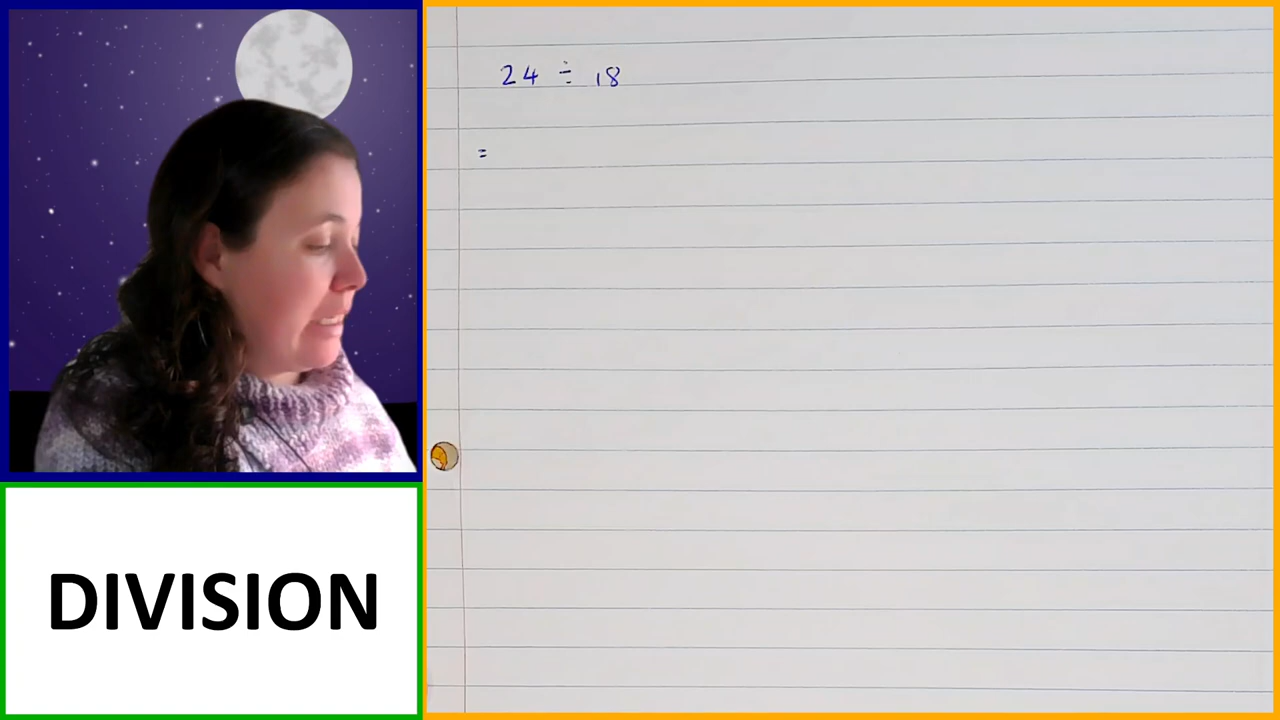 24 ÷ 18
=
DIVISION